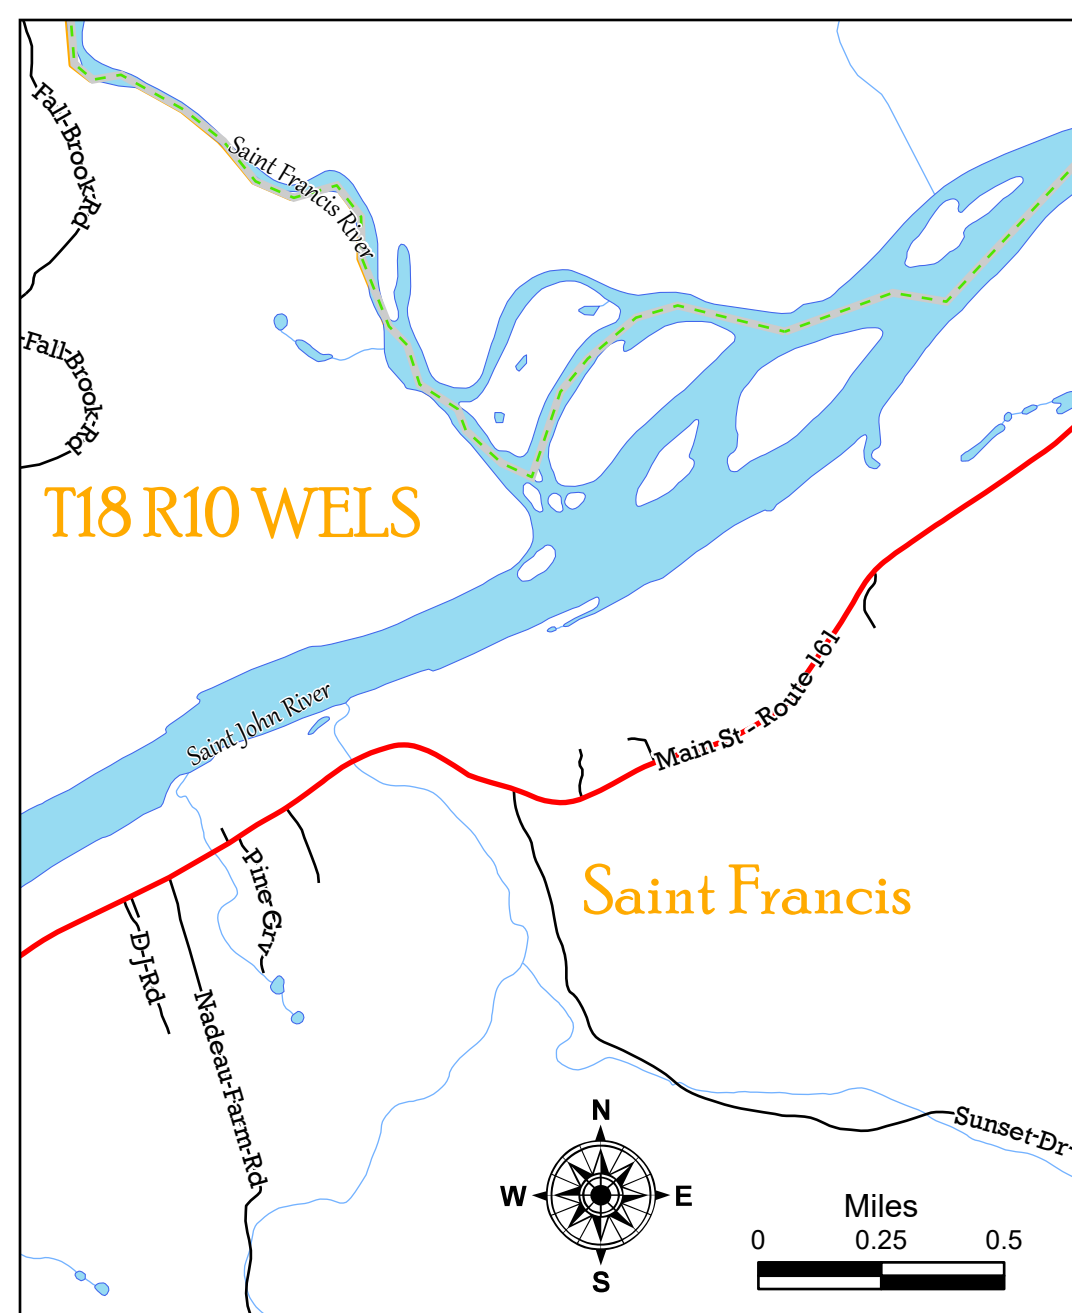 Fall-Brook-Rd
Saint Francis River
-Fall-Brook-Rd
T18 R10 WELS
Saint John River
Main St - Route 161
Pine-Grv
Saint Francis
D-J-Rd
Nadeau-Farm-Rd
Sunset-Dr-
N
W
E
S
Miles
0 0.25 0.5